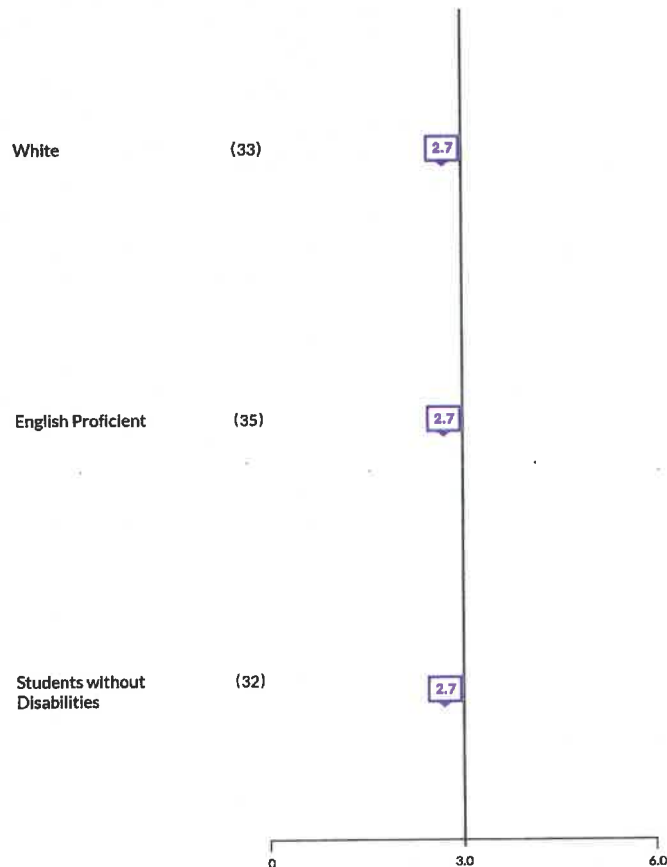 White (33) 2.7
English Proficient (35) 2.7
Students without (32) 2.7
Disabilities
0 3.0 6.0